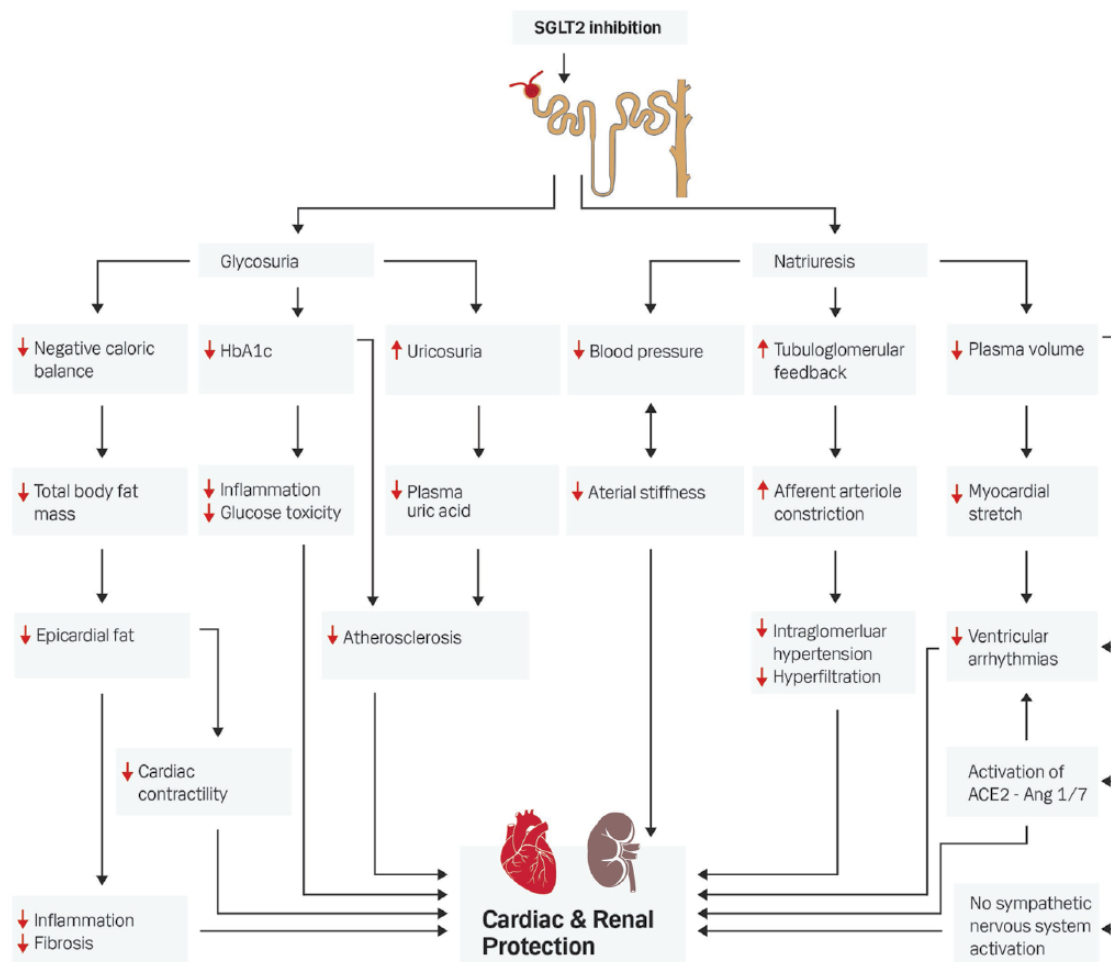 SGLT2 inhibition
Glycosuria
Natriuresis
Negative caloric
balance
HbA1c
Uricosuria
Blood pressure
Tubuloglomerular
feedback
Plasma volume
Total body fat
mass
Inflammation
Glucose toxicity
Plasma
uric acid
Aterial stiffness
Afferent arteriole
constriction
Myocardial
stretch
Epicardial fat
Atherosclerosis
Intraglomerluar
hypertension
Hyperfiltration
Ventricular
arrhythmias
Cardiac
contractility
Activation of
ACE2 - Ang 1/7
Inflammation
Fibrosis
Cardiac & Renal
Protection
No sympathetic
nervous system
activation